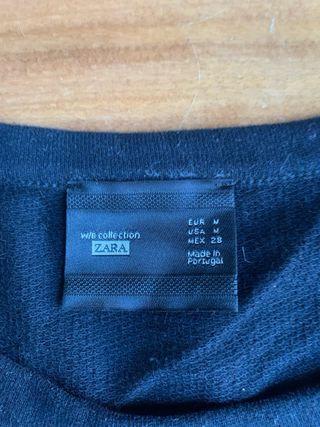 W/B collection
ZARA
EUR M
USA M
MEX 28
Made in
Portugal